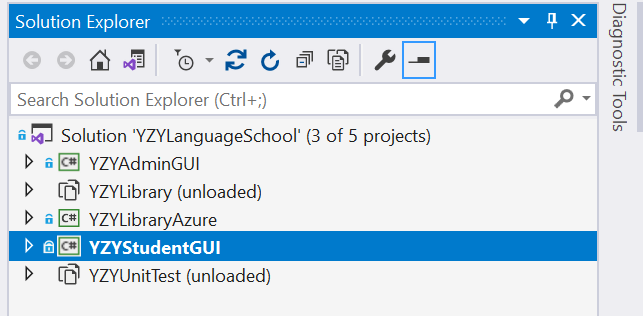 Solution Explorer
Search Solution Explorer (Ctrl+;)
Solution 'YZYLanguageSchool' (3 of 5 projects)
C# YZYAdminGUI
YZYLibrary (unloaded)
C# YZYLibraryAzure
C# YZYStudentGUI
YZYUnitTest (unloaded)
Diagnostic Tools